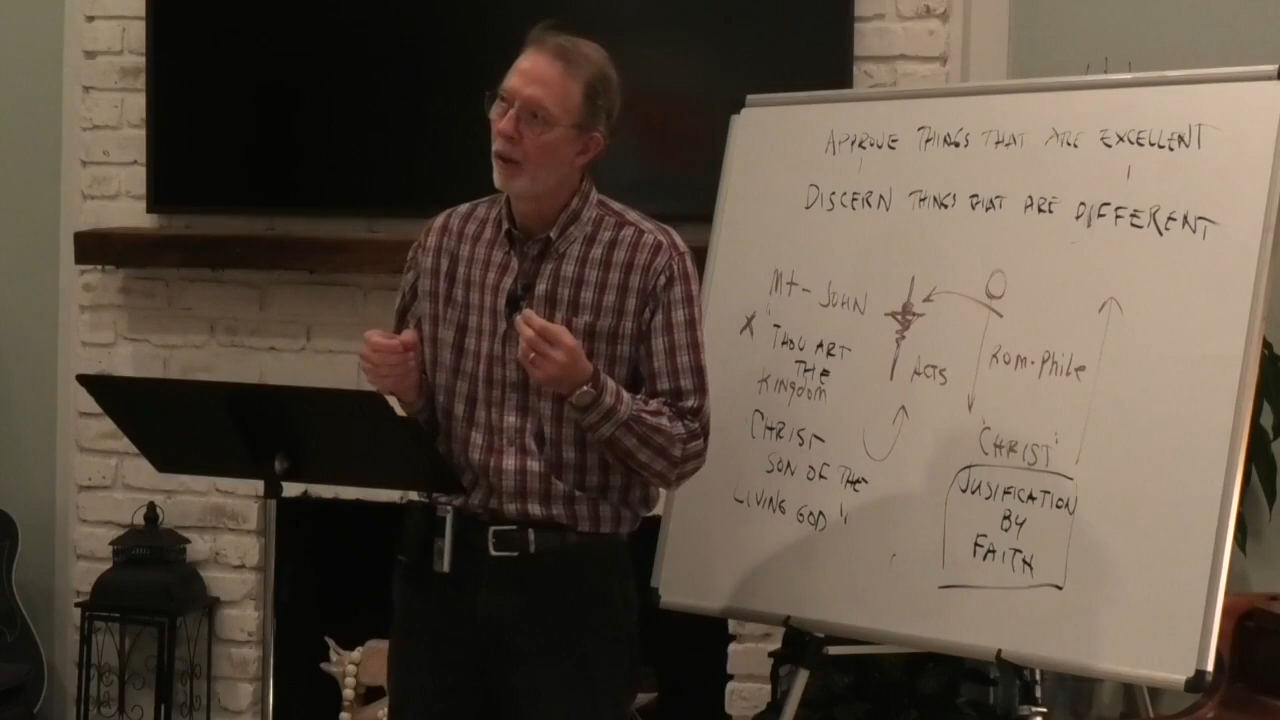 APPROVE THINGS THAT ARE EXCELLENT
DISCERN THINGS THAT ARE DIFFERENT
Mt - JOHN
X "THOU ART
THE
KINGDOM
CHRIST
SON OF THE
LIVING GOD"
ACTS
ROM - Phile
"CHRIST"
JUSIFICATION
BY
FAITH